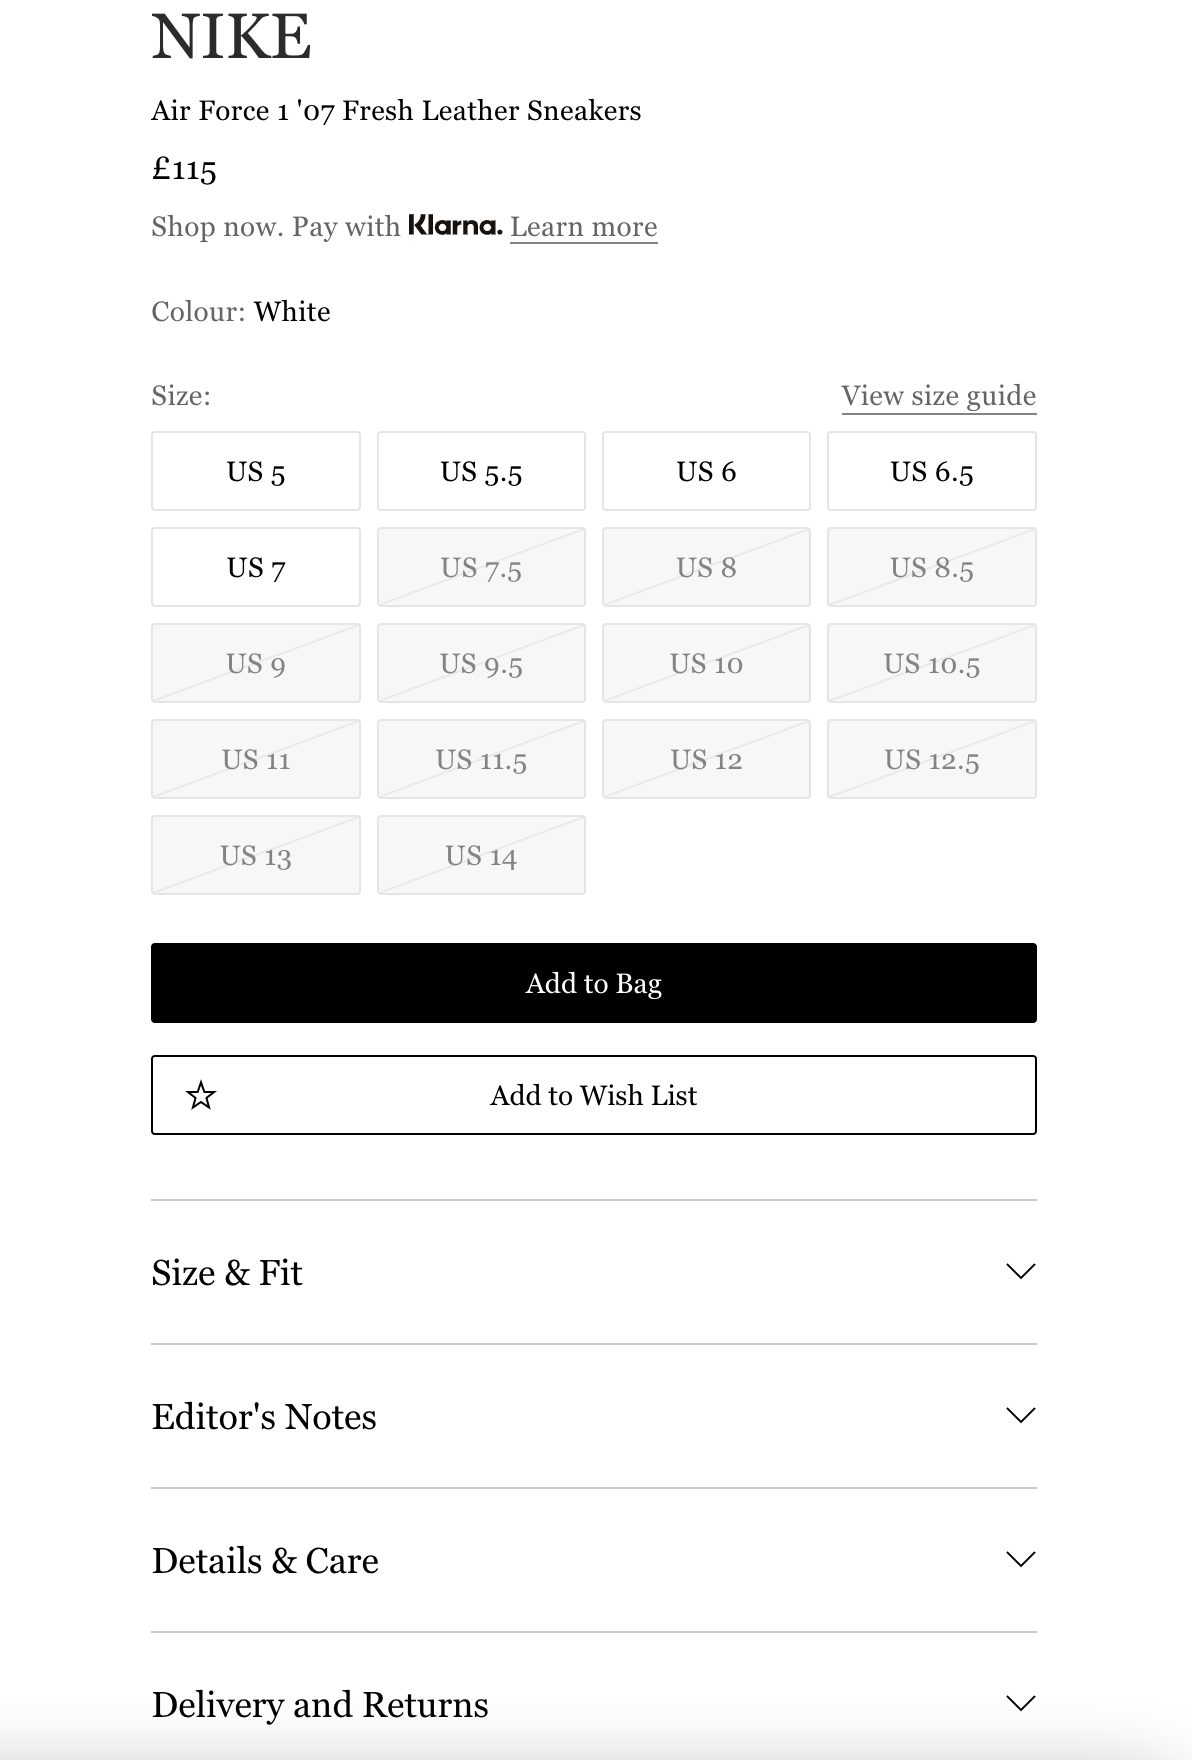 NIKE
Air Force 1 '07 Fresh Leather Sneakers
£115
Shop now. Pay with Klarna. Learn more
Colour: White
Size: View size guide
US 5 US 5.5 US 6 US 6.5
US 7 US 7.5 US 8 US 8.5
US 9 US 9.5 US 10 US 10.5
US 11 US 11.5 US 12 US 12.5
US 13 US 14
Add to Bag
Add to Wish List
Size & Fit
Editor's Notes
Details & Care
Delivery and Returns